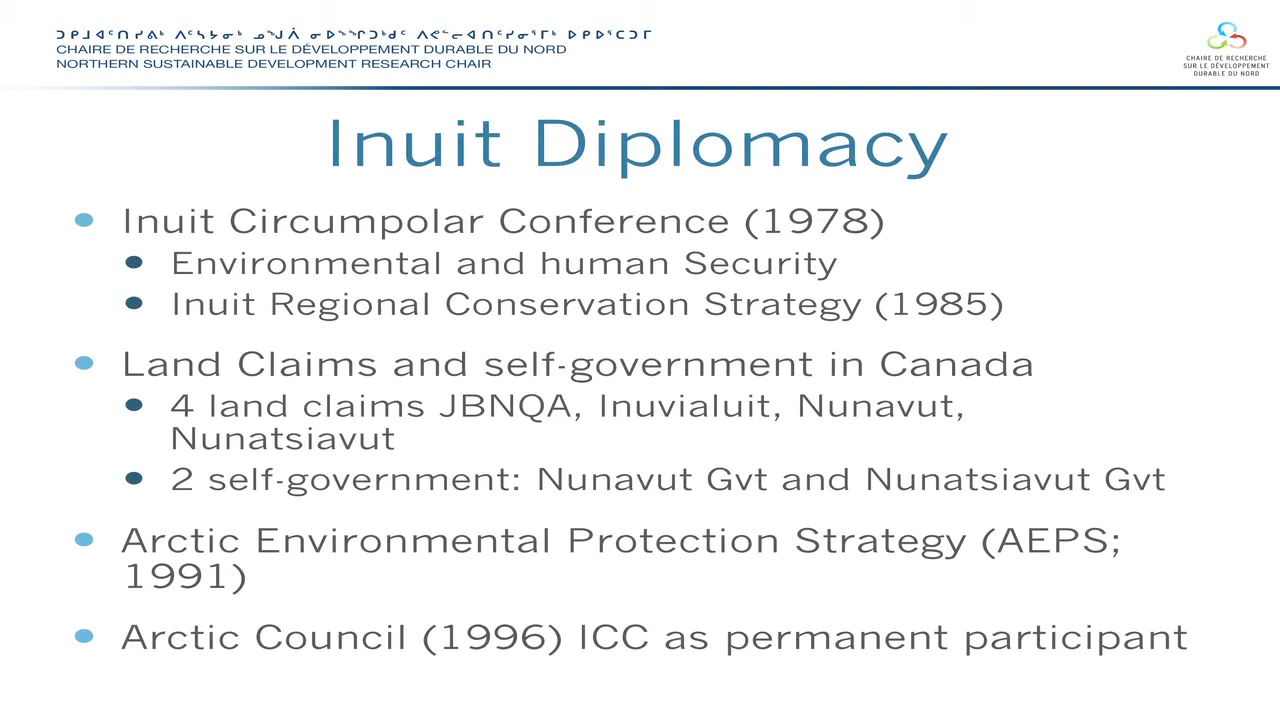 CHAIRE DE RECHERCHE SUR LE DÉVELOPPEMENT DURABLE DU NORD
NORTHERN SUSTAINABLE DEVELOPMENT RESEARCH CHAIR
CHAIRE DE RECHERCHE
SUR LE DÉVELOPPEMENT
DURABLE DU NORD
Inuit Diplomacy
Inuit Circumpolar Conference (1978)
Environmental and human Security
Inuit Regional Conservation Strategy (1985)
Land Claims and self-government in Canada
4 land claims JBNQA, Inuvialuit, Nunavut,
Nunatsiavut
2 self-government: Nunavut Gvt and Nunatsiavut Gvt
Arctic Environmental Protection Strategy (AEPS;
1991)
Arctic Council (1996) ICC as permanent participant